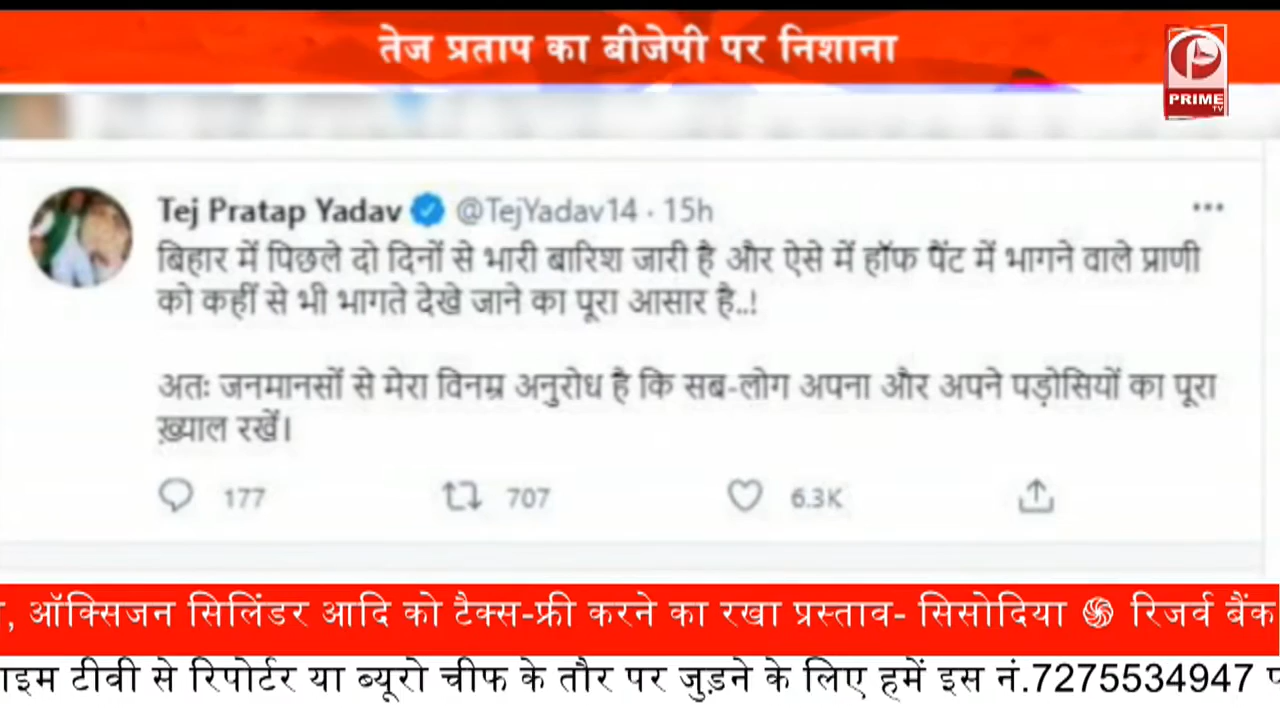 तेज प्रताप का बीजेपी पर निशाना
PRIME
TV
Tej Pratap Yadav @TejYadav14 · 15h
बिहार में पिछले दो दिनों से भारी बारिश जारी है और ऐसे में हॉफ पैंट में भागने वाले प्राणी
को कहीं से भी भागते देखे जाने का पूरा आसार है..!
अतः जनमानसों से मेरा विनम्र अनुरोध है कि सब-लोग अपना और अपने पड़ोसियों का पूरा
ख़्याल रखें।
177 707 6.3K
, ऑक्सिजन सिलिंडर आदि को टैक्स-फ्री करने का रखा प्रस्ताव- सिसोदिया रिजर्व बैंक
इम टीवी से रिपोर्टर या ब्यूरो चीफ के तौर पर जुड़ने के लिए हमें इस नं.7275534947